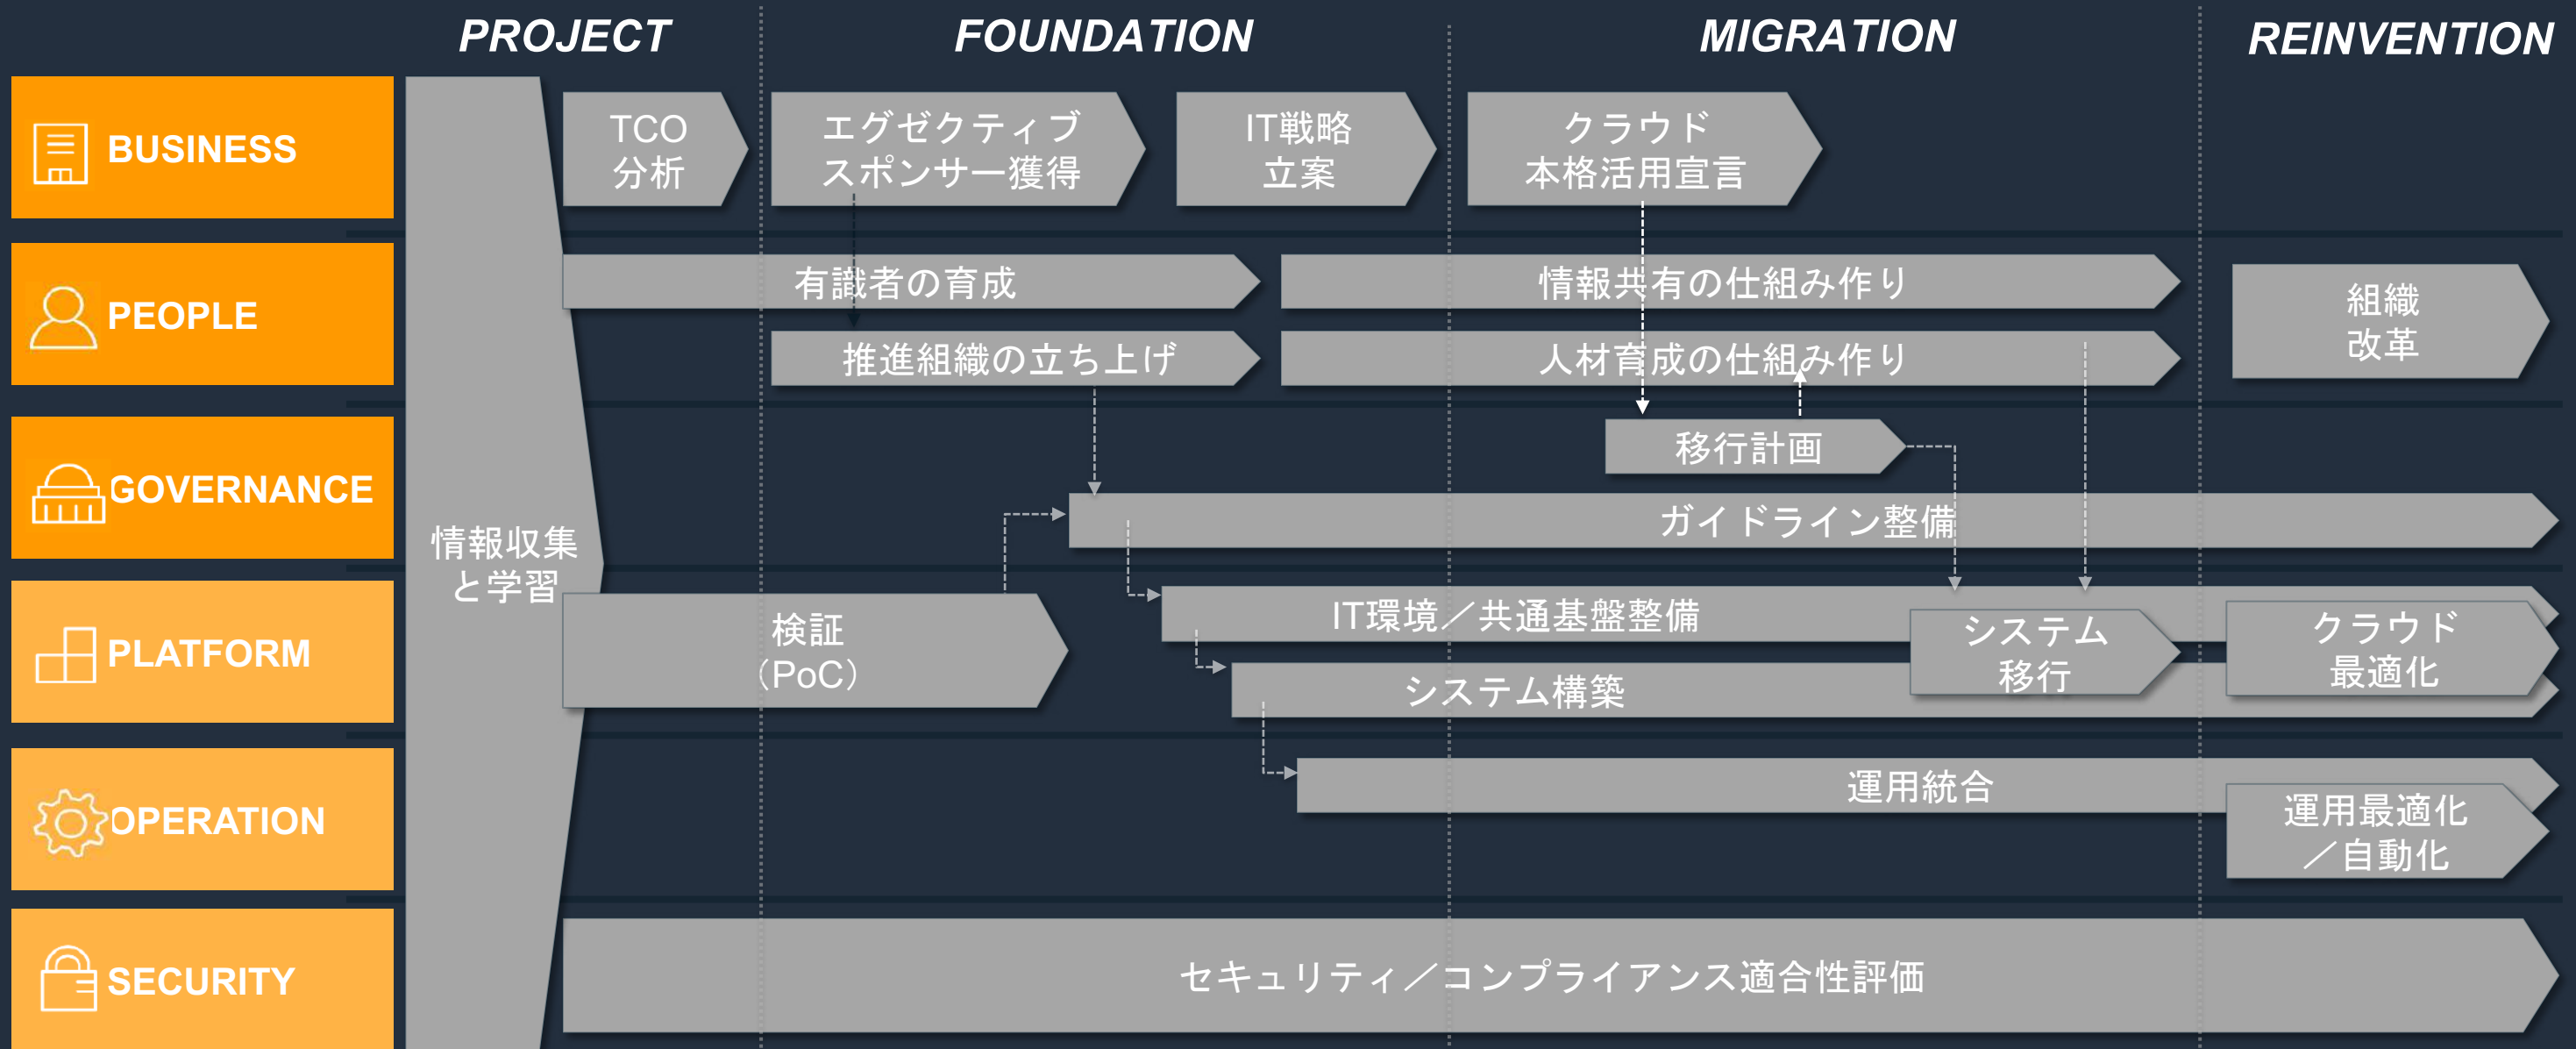 PROJECT
FOUNDATION
MIGRATION
REINVENTION
BUSINESS
TCO
分析
エグゼクティブ
スポンサー獲得
IT戦略
立案
クラウド
本格活用宣言
PEOPLE
有識者の育成
情報共有の仕組み作り
推進組織の立ち上げ
人材育成の仕組み作り
組織
改革
GOVERNANCE
移行計画
ガイドライン整備
情報収集
と学習
PLATFORM
検証
（PoC）
IT環境／共通基盤整備
システム構築
システム
移行
クラウド
最適化
OPERATION
運用統合
運用最適化
／自動化
SECURITY
セキュリティ／コンプライアンス適合性評価